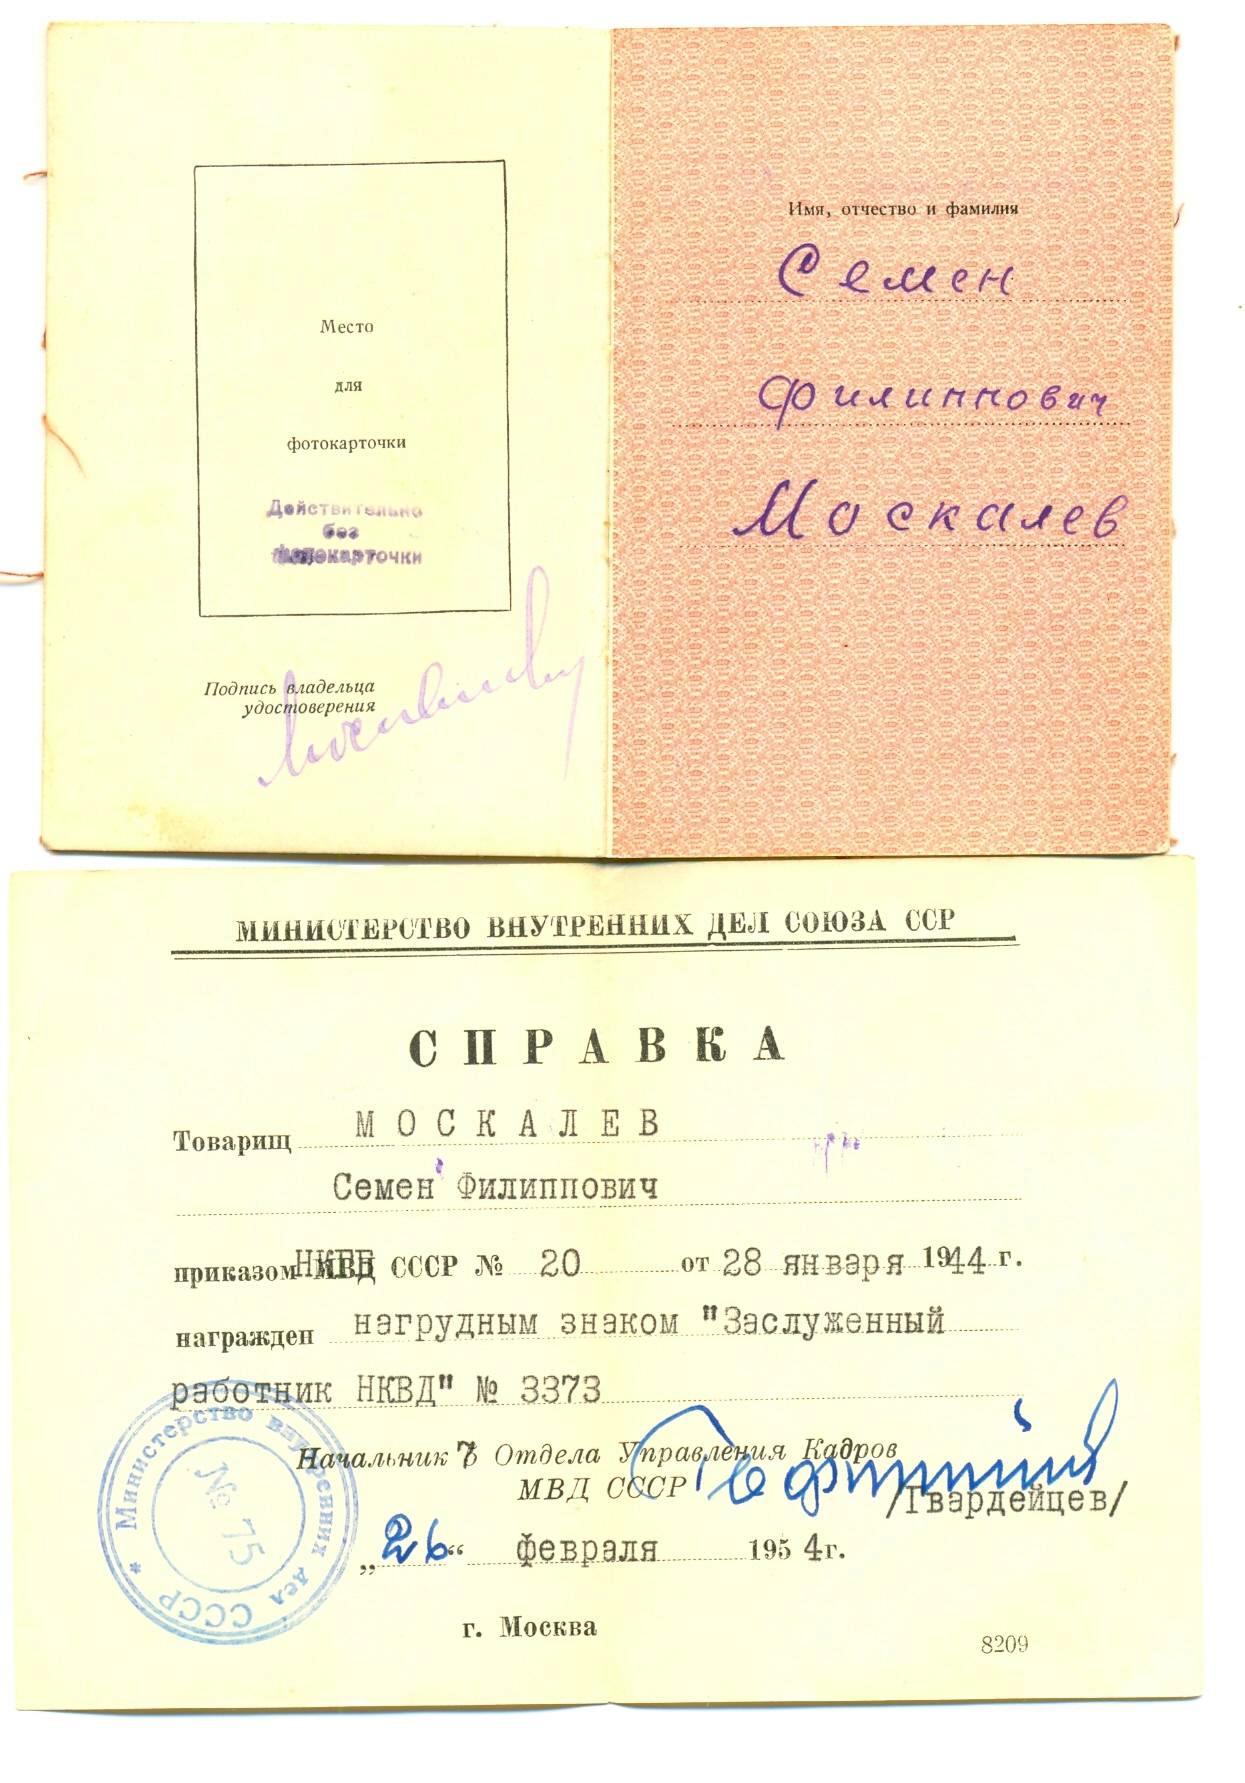 Место
для
фотокарточки
Действительно
без
фотокарточки
Подпись владельца
удостоверения
Имя, отчество и фамилия
Семен
Филиппович
Москалев
МИНИСТЕРСТВО ВНУТРЕННИХ ДЕЛ СОЮЗА ССР
СПРАВКА
Товарищ МОСКАЛЕВ
Семен Филиппович
приказом МВД СССР № 20 от 28 января 1944 г.
награжден нагрудным знаком "Заслуженный
работник НКВД" № 3373
Начальник 7 Отдела Управления Кадров
МВД СССР
/Гвардейцев/
„26“ февраля 1954 г.
г. Москва
8209
* Министерство внутренних дел СССР
№ 75